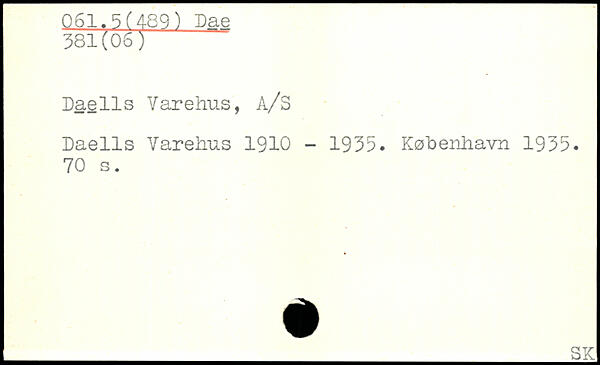 061.5(489) Dae
381(06)
Daells Varehus, A/S
Daells Varehus 1910 - 1935. København 1935.
70 s.
SK